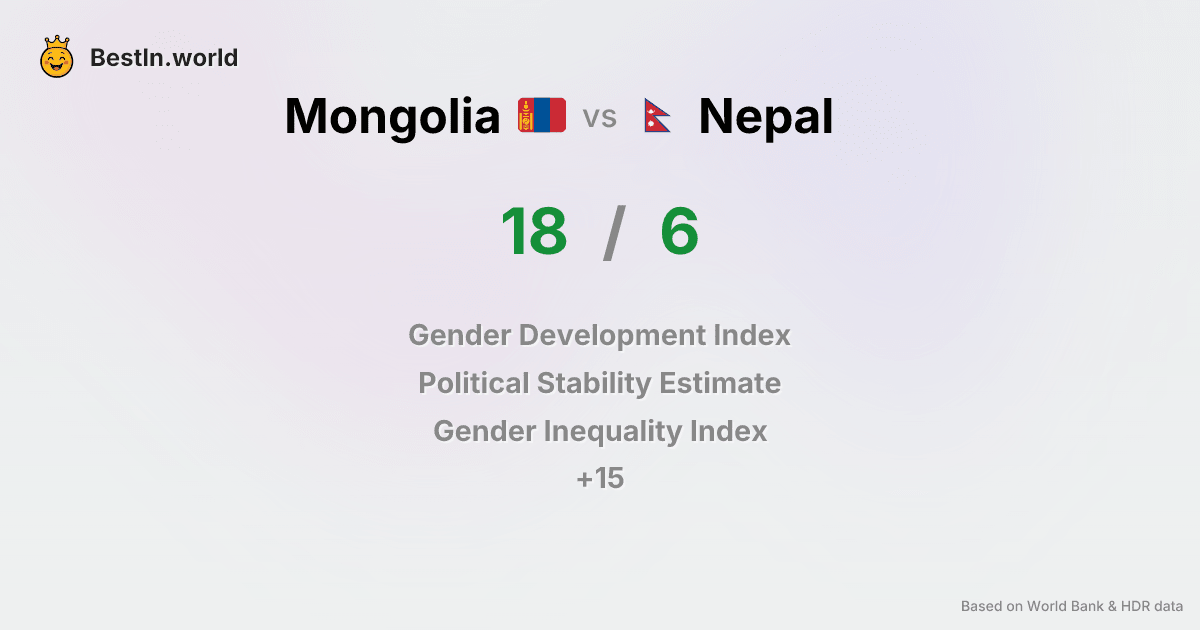 BestIn.world
Mongolia vs Nepal
18 / 6
Gender Development Index
Political Stability Estimate
Gender Inequality Index
+15
Based on World Bank & HDR data